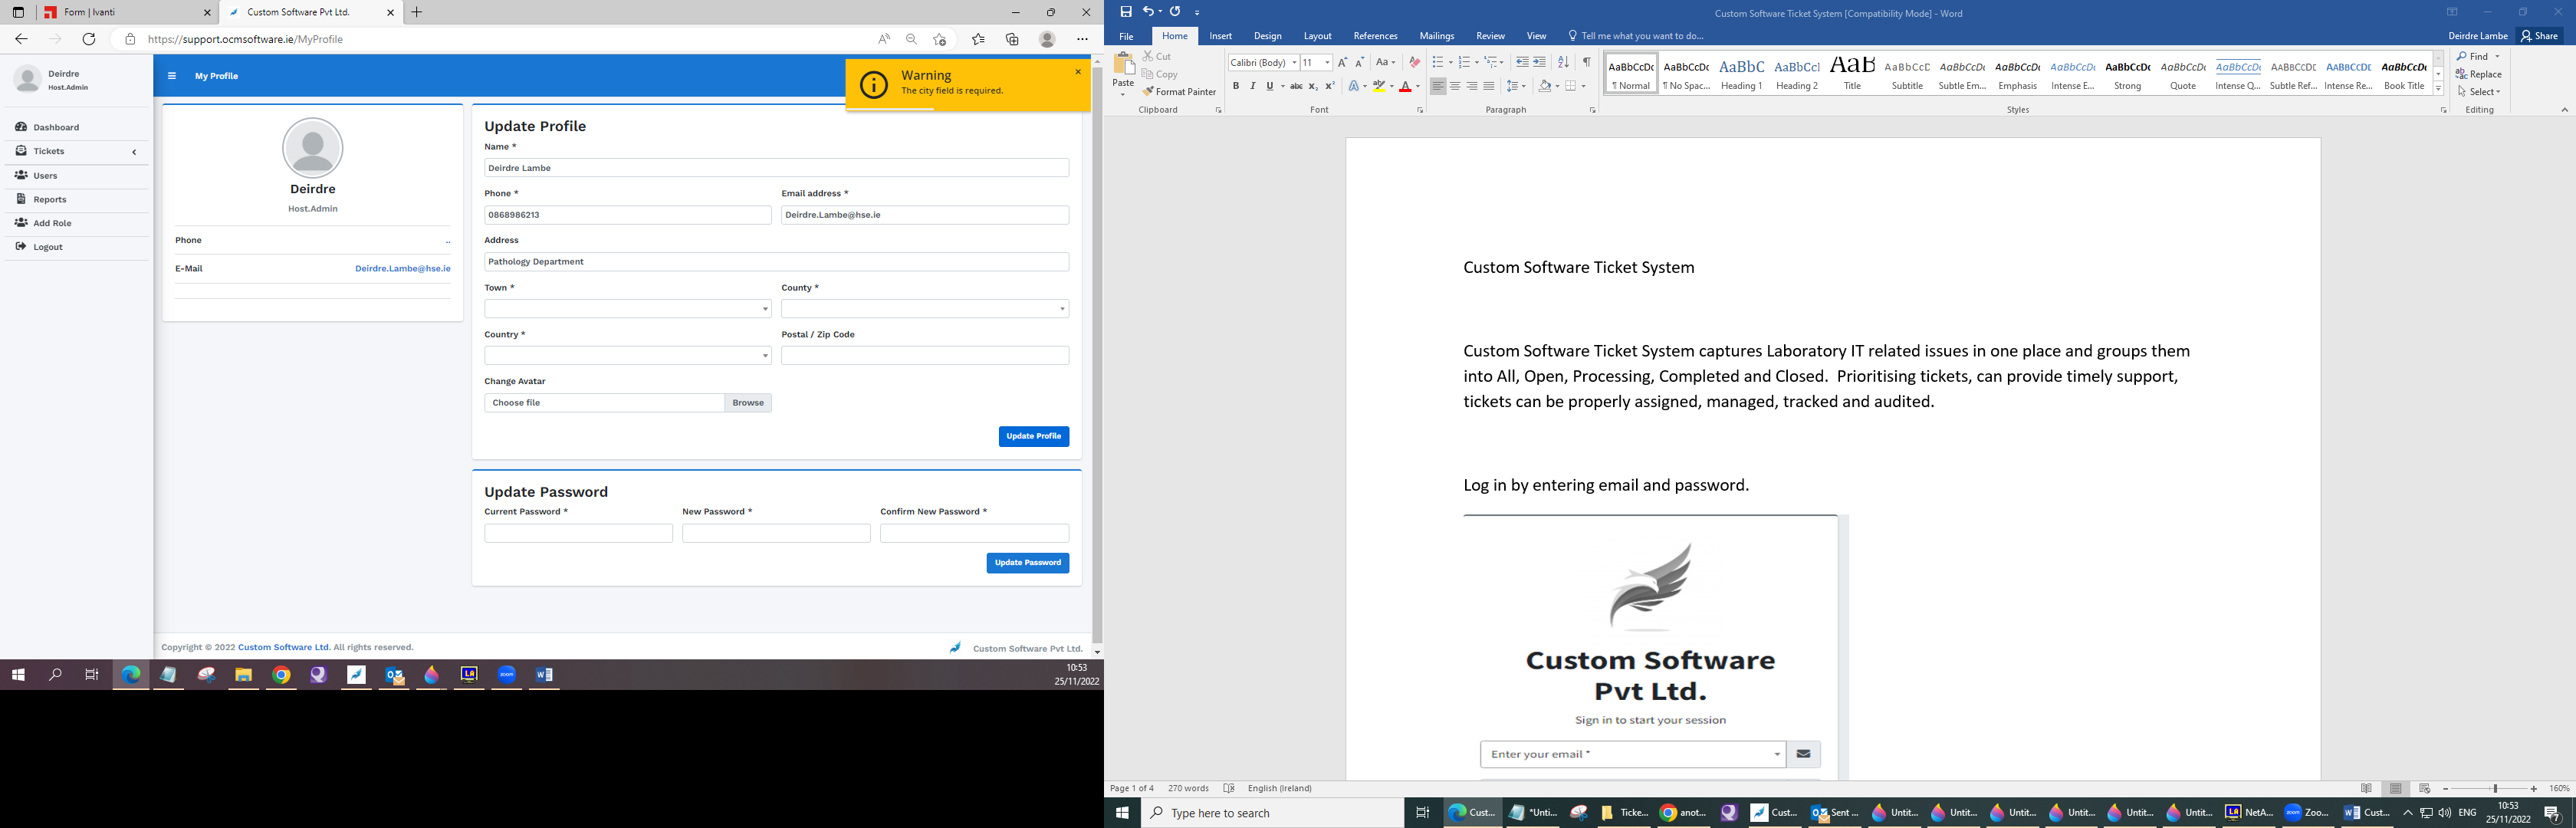 Form | Ivanti
Custom Software Pvt Ltd.
https://support.ocmsoftware.ie/MyProfile
Deirdre
Host.Admin
Dashboard
Tickets
Users
Reports
Add Role
Logout
My Profile
Warning
The city field is required.
Deirdre
Host.Admin
Phone ..
E-Mail Deirdre.Lambe@hse.ie
Update Profile
Name *
Deirdre Lambe
Phone * Email address *
0868986213 Deirdre.Lambe@hse.ie
Address
Pathology Department
Town * County *
Country * Postal / Zip Code
Change Avatar
Choose file Browse
Update Profile
Update Password
Current Password * New Password * Confirm New Password *
Update Password
Copyright © 2022 Custom Software Ltd. All rights reserved. Custom Software Pvt Ltd.
10:53
25/11/2022
Custom Software Ticket System [Compatibility Mode] - Word
File Home Insert Design Layout References Mailings Review View Tell me what you want to do... Deirdre Lambe Share
Paste Cut
Copy
Format Painter
Clipboard
Calibri (Body) 11
Font
Paragraph
AaBbCcDc AaBbCcDc AaBbC AaBbCcI AaB AaBbCcD AaBbCcDc AaBbCcDc AaBbCcDc AaBbCcDc AaBbCcDc AaBbCcDc AABBCCDC AABBCCDC AaBbCcDc
¶ Normal ¶ No Spac... Heading 1 Heading 2 Title Subtitle Subtle Em... Emphasis Intense E... Strong Quote Intense Q... Subtle Ref... Intense Re... Book Title
Styles
Find
Replace
Select
Editing
Custom Software Ticket System
Custom Software Ticket System captures Laboratory IT related issues in one place and groups them
into All, Open, Processing, Completed and Closed.  Prioritising tickets, can provide timely support,
tickets can be properly assigned, managed, tracked and audited.
Log in by entering email and password.
Custom Software
Pvt Ltd.
Sign in to start your session
Enter your email *
Page 1 of 4 270 words English (Ireland) 160%
Type here to search
Cust... *Unti... Ticke... anot... Cust... Sent ... Untit... Untit... Untit... Untit... Untit... Untit... NetA... Zoo... Cust... ENG
10:53
25/11/2022